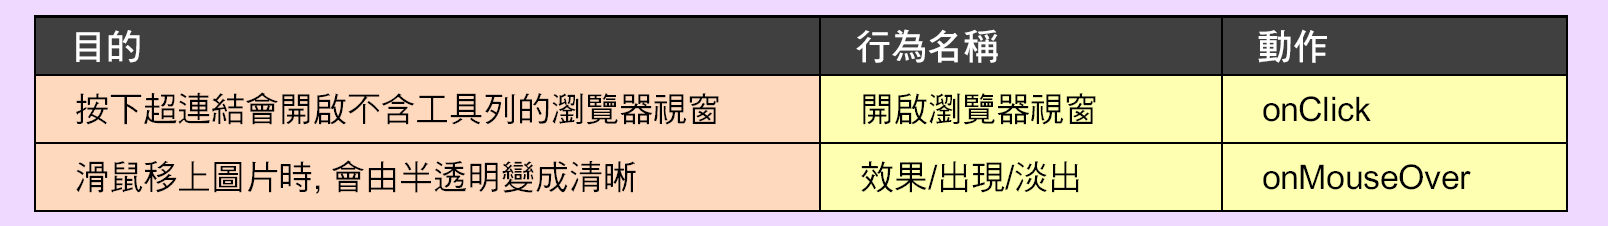 目的 行為名稱 動作
按下超連結會開啟不含工具列的瀏覽器視窗 開啟瀏覽器視窗 onClick
滑鼠移上圖片時, 會由半透明變成清晰 效果/出現/淡出 onMouseOver